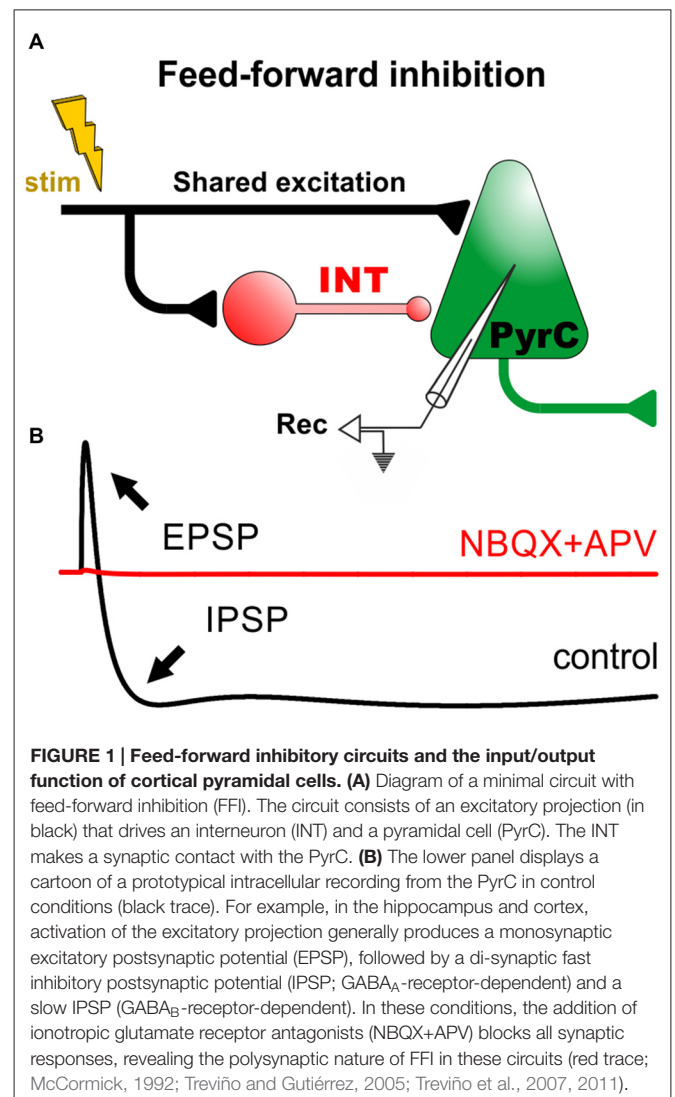 A
Feed-forward inhibition
stim
Shared excitation
INT
PyrC
Rec
B
EPSP
NBQX+APV
IPSP
control
FIGURE 1 | Feed-forward inhibitory circuits and the input/output
function of cortical pyramidal cells. (A) Diagram of a minimal circuit with
feed-forward inhibition (FFI). The circuit consists of an excitatory projection (in
black) that drives an interneuron (INT) and a pyramidal cell (PyrC). The INT
makes a synaptic contact with the PyrC. (B) The lower panel displays a
cartoon of a prototypical intracellular recording from the PyrC in control
conditions (black trace). For example, in the hippocampus and cortex,
activation of the excitatory projection generally produces a monosynaptic
excitatory postsynaptic potential (EPSP), followed by a di-synaptic fast
inhibitory postsynaptic potential (IPSP; GABAA-receptor-dependent) and a
slow IPSP (GABAB-receptor-dependent). In these conditions, the addition of
ionotropic glutamate receptor antagonists (NBQX+APV) blocks all synaptic
responses, revealing the polysynaptic nature of FFI in these circuits (red trace;
McCormick, 1992; Treviño and Gutiérrez, 2005; Treviño et al., 2007, 2011).